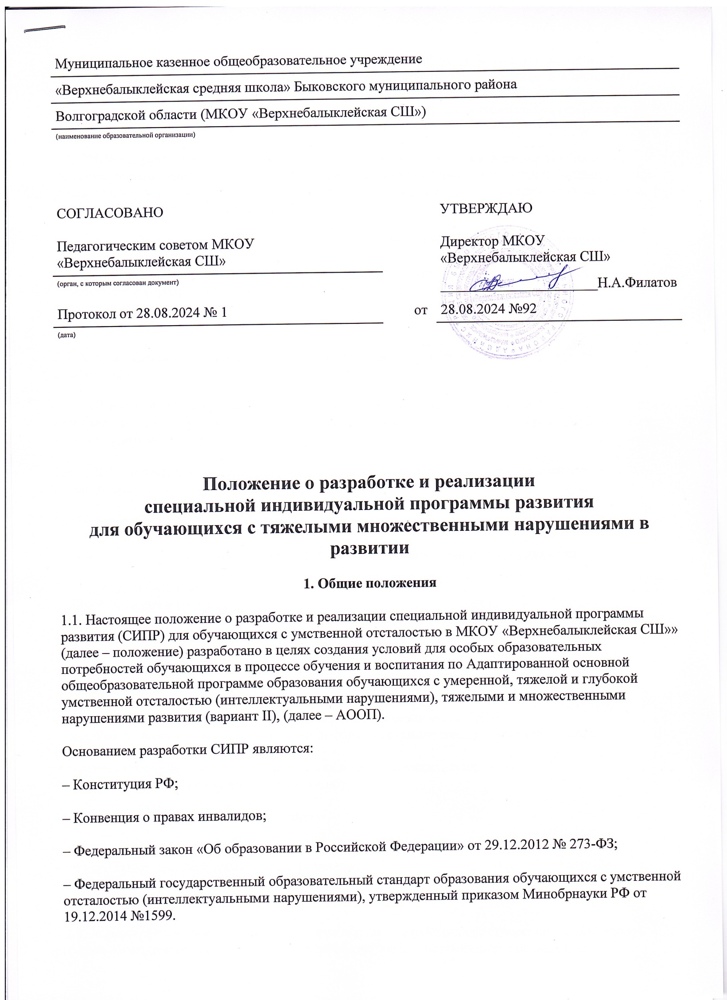 Муниципальное казенное общеобразовательное учреждение
«Верхнебалыклейская средняя школа» Быковского муниципального района
Волгоградской области (МКОУ «Верхнебалыклейская СШ»)
(наименование образовательной организации)
СОГЛАСОВАНО
Педагогическим советом МКОУ
«Верхнебалыклейская СШ»
(орган, с которым согласован документ)
Протокол от 28.08.2024 № 1
(дата)
УТВЕРЖДАЮ
Директор МКОУ
«Верхнебалыклейская СШ»
Н.А.Филатов
от 28.08.2024 №92
Положение о разработке и реализации
специальной индивидуальной программы развития
для обучающихся с тяжелыми множественными нарушениями в
развитии
1. Общие положения
1.1. Настоящее положение о разработке и реализации специальной индивидуальной программы
развития (СИПР) для обучающихся с умственной отсталостью в МКОУ «Верхнебалыклейская СШ»»
(далее – положение) разработано в целях создания условий для особых образовательных
потребностей обучающихся в процессе обучения и воспитания по Адаптированной основной
общеобразовательной программе образования обучающихся с умеренной, тяжелой и глубокой
умственной отсталостью (интеллектуальными нарушениями), тяжелыми и множественными
нарушениями развития (вариант II), (далее – АООП).
Основанием разработки СИПР являются:
– Конституция РФ;
– Конвенция о правах инвалидов;
– Федеральный закон «Об образовании в Российской Федерации» от 29.12.2012 № 273-ФЗ;
– Федеральный государственный образовательный стандарт образования обучающихся с умственной
отсталостью (интеллектуальными нарушениями), утвержденный приказом Минобрнауки РФ от
19.12.2014 №1599.